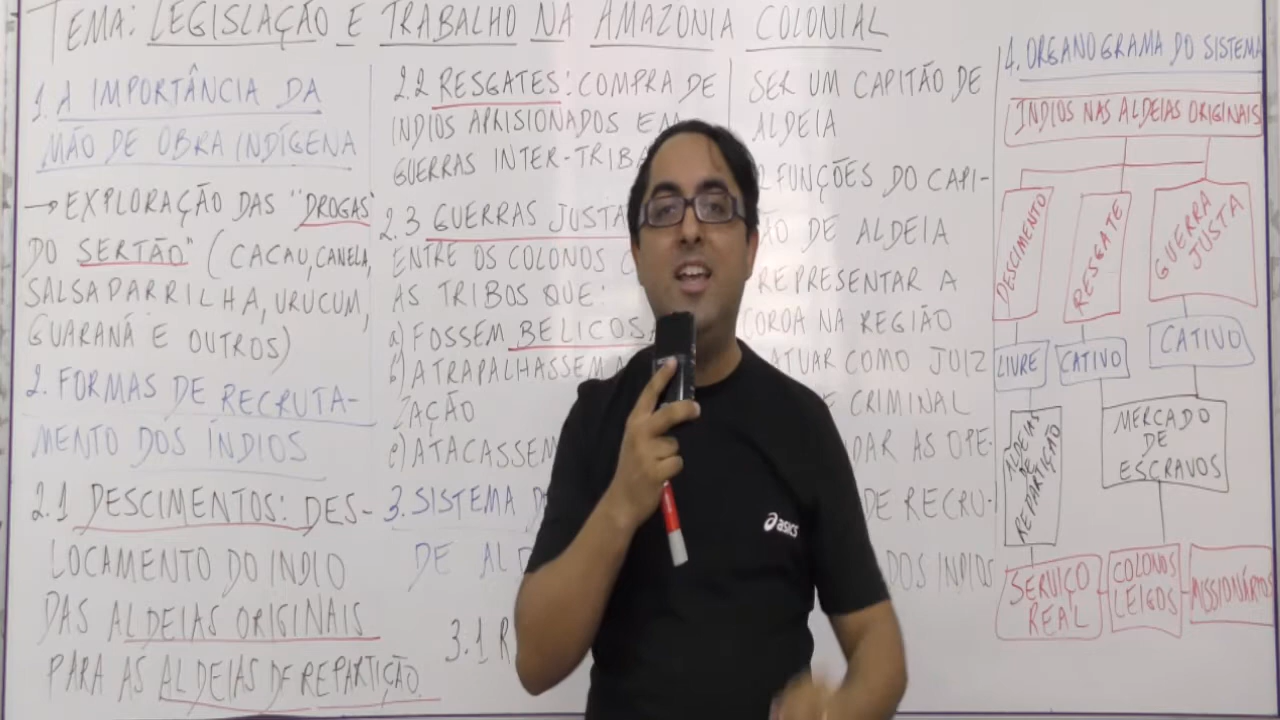 TEMA: LEGISLAÇÃO E TRABALHO NA AMAZONIA COLONIAL
1. A IMPORTÂNCIA DA
MÃO DE OBRA INDÍGENA
→ EXPLORAÇÃO DAS "DROGAS
DO SERTÃO" (CACAU, CANELA,
SALSAPARRILHA, URUCUM,
GUARANÁ E OUTROS)
2. FORMAS DE RECRUTA-
MENTO DOS ÍNDIOS
2.1 DESCIMENTOS: DES-
LOCAMENTO DO INDIO
DAS ALDEIAS ORIGINAIS
PARA AS ALDEIAS DE REPARTIÇÃO.
2.2 RESGATES: COMPRA DE
INDIOS APRISIONADOS EM
GUERRAS INTER-TRIBA
2.3 GUERRAS JUSTA
ENTRE OS COLONOS
AS TRIBOS QUE:
a) FOSSEM BELICOSA
b) ATRAPALHASSEM A
ZAÇÃO
c) ATACASSEM
3. SISTEMA D
DE ALD
3.1 R
SER UM CAPITÃO DE
ALDEIA
FUNÇÕES DO CAPI-
ÃO DE ALDEIA
REPRESENTAR A
COROA NA REGIÃO
ATUAR COMO JUIZ
E CRIMINAL
DAR AS OPE-
DE RECRU-
DOS INDIOS
4. ORGANOGRAMA DO SISTEMA
ÍNDIOS NAS ALDEIAS ORIGINAIS
DESCIMENTO
RESGATE
GUERRA
JUSTA
LIVRE
CATIVO
CATIVO
ALDEIAS
DE
REPARTIÇÃO
MERCADO
DE
ESCRAVOS
SERVIÇO
REAL
COLONOS
LEIGOS
MISSIONÁRIOS
asics